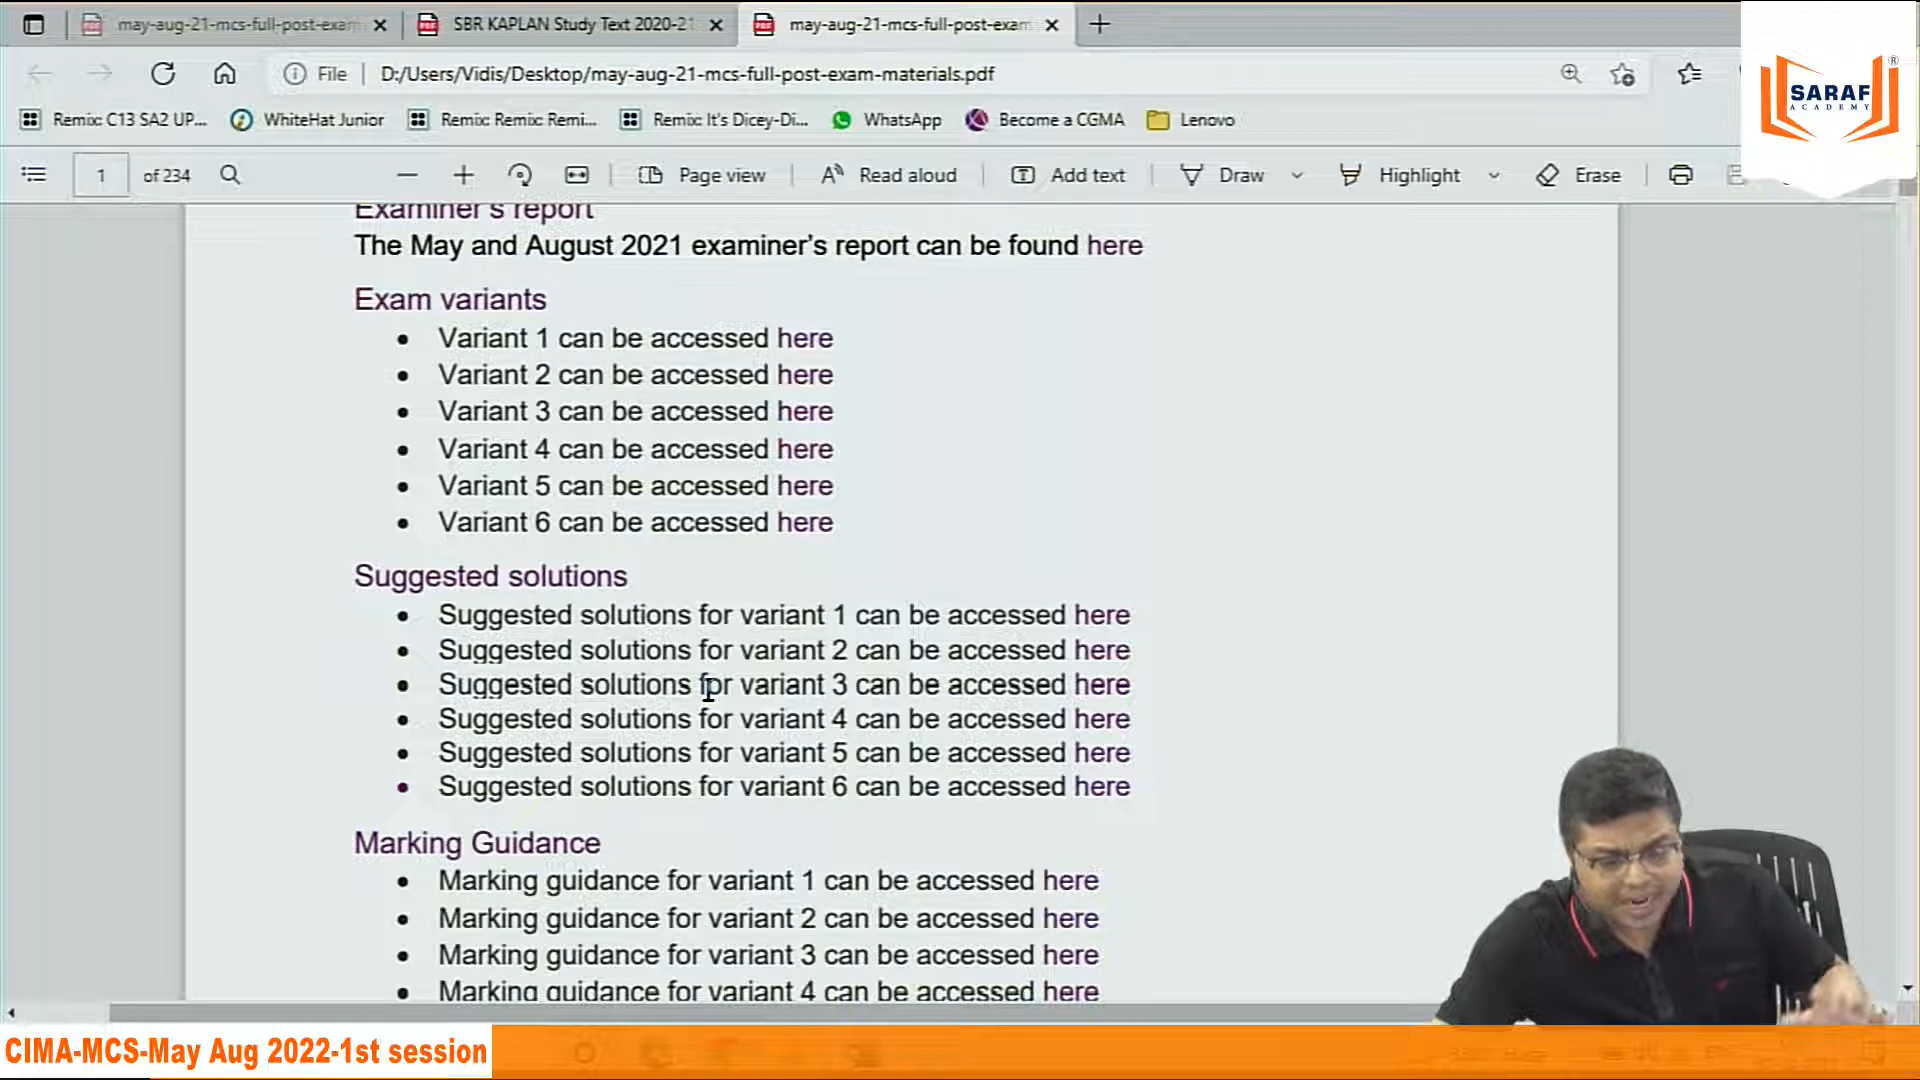 may-aug-21-mcs-full-post-exam
SBR KAPLAN Study Text 2020-21
may-aug-21-mcs-full-post-exam
File
D:/Users/Vidis/Desktop/may-aug-21-mcs-full-post-exam-materials.pdf
SARAF
ACADEMY
®
Remix: C13 SA2 UP...
WhiteHat Junior
Remix: Remix Remi...
Remix: It's Dicey-Di...
WhatsApp
Become a CGMA
Lenovo
1 of 234
Page view
Read aloud
Add text
Draw
Highlight
Erase
Examiner's report
The May and August 2021 examiner's report can be found here
Exam variants
• Variant 1 can be accessed here
• Variant 2 can be accessed here
• Variant 3 can be accessed here
• Variant 4 can be accessed here
• Variant 5 can be accessed here
• Variant 6 can be accessed here
Suggested solutions
• Suggested solutions for variant 1 can be accessed here
• Suggested solutions for variant 2 can be accessed here
• Suggested solutions for variant 3 can be accessed here
• Suggested solutions for variant 4 can be accessed here
• Suggested solutions for variant 5 can be accessed here
• Suggested solutions for variant 6 can be accessed here
Marking Guidance
• Marking guidance for variant 1 can be accessed here
• Marking guidance for variant 2 can be accessed here
• Marking guidance for variant 3 can be accessed here
• Marking guidance for variant 4 can be accessed here
CIMA-MCS-May Aug 2022-1st session